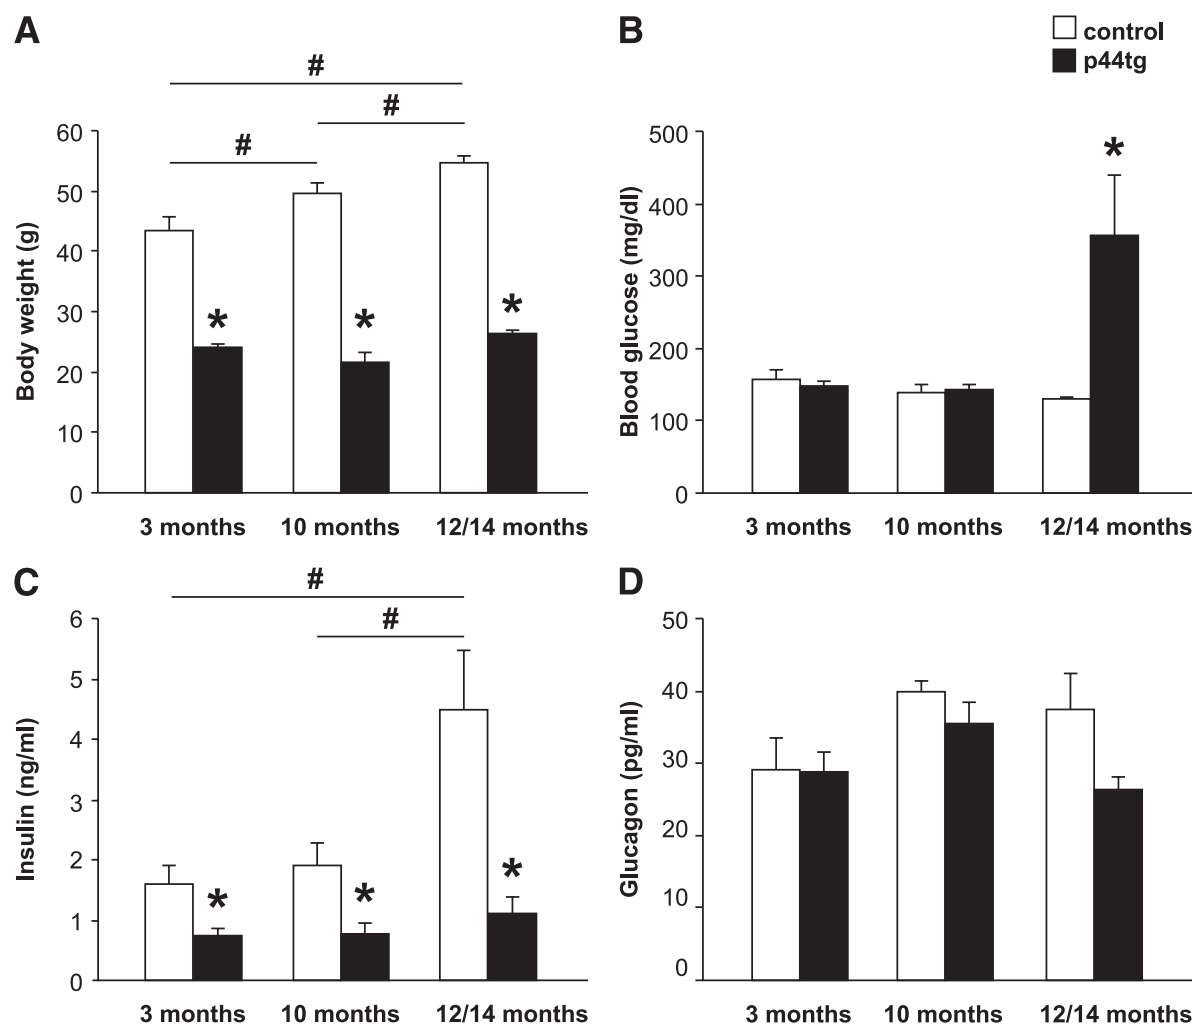 A
#
#
#
Body weight (g)
60
50
40
30
20
10
0
*
*
*
3 months
10 months
12/14 months
B
control
p44tg
Blood glucose (mg/dl)
500
400
300
200
100
0
*
3 months
10 months
12/14 months
C
#
#
Insulin (ng/ml)
6
5
4
3
2
1
0
*
*
*
3 months
10 months
12/14 months
D
Glucagon (pg/ml)
50
40
30
20
10
0
3 months
10 months
12/14 months